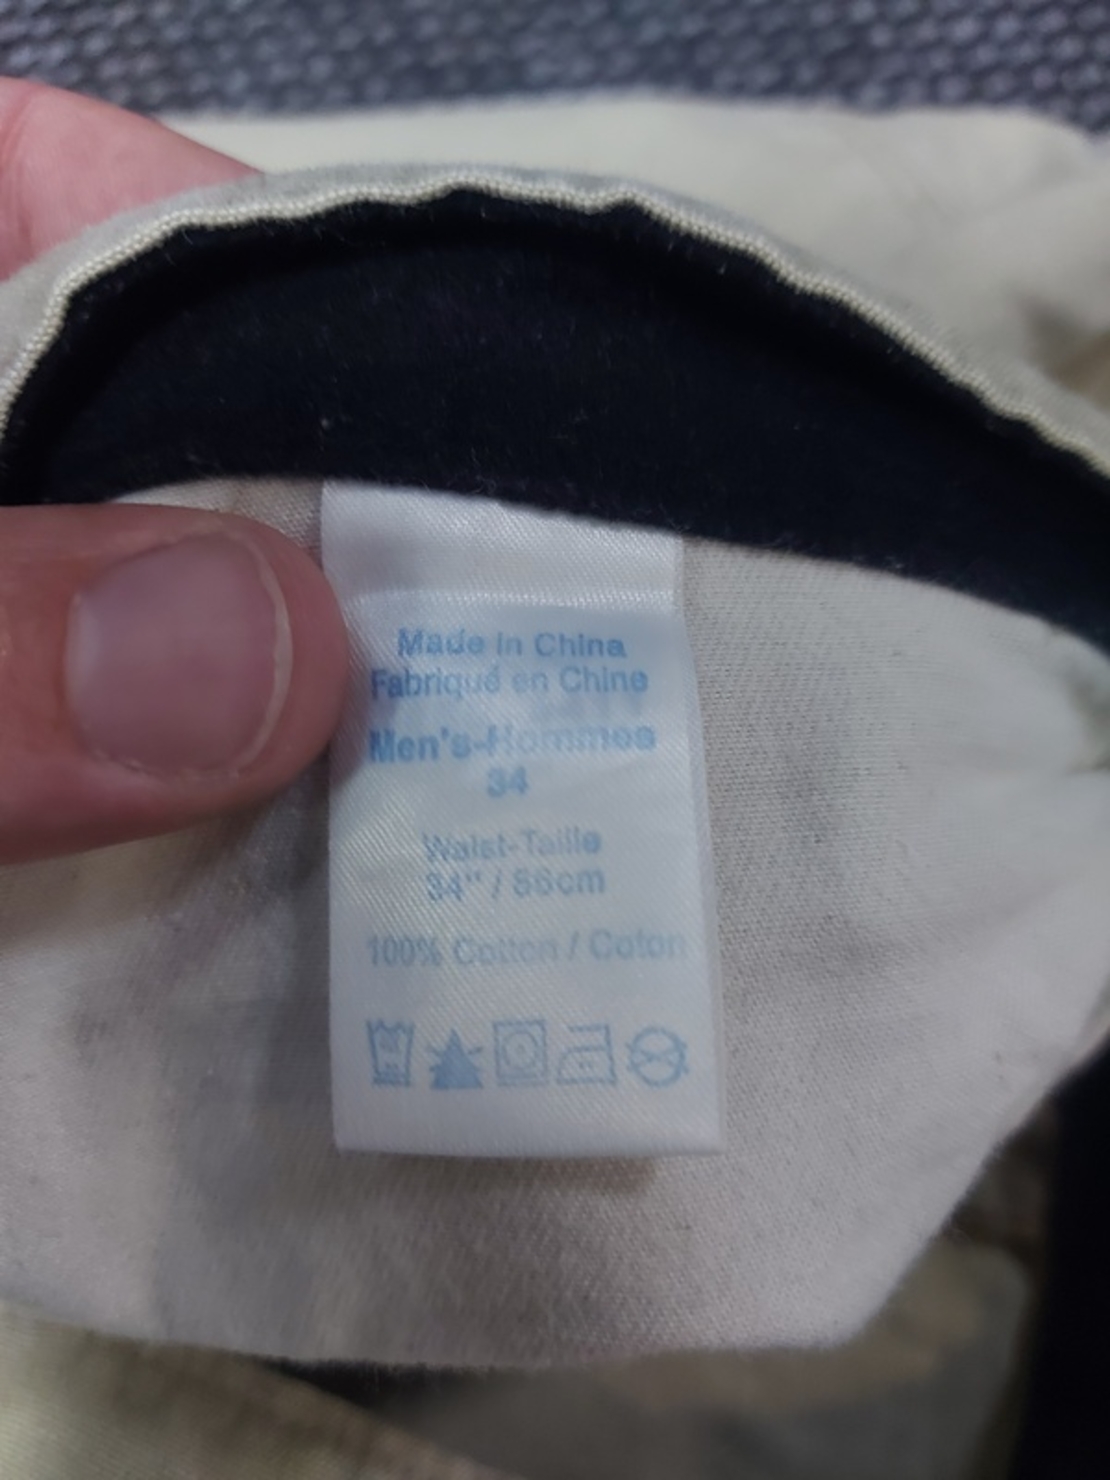 Made in China
Fabriqué en Chine
Men's-Hommes
34
Waist-Taille
34" / 86cm
100% Cotton / Coton